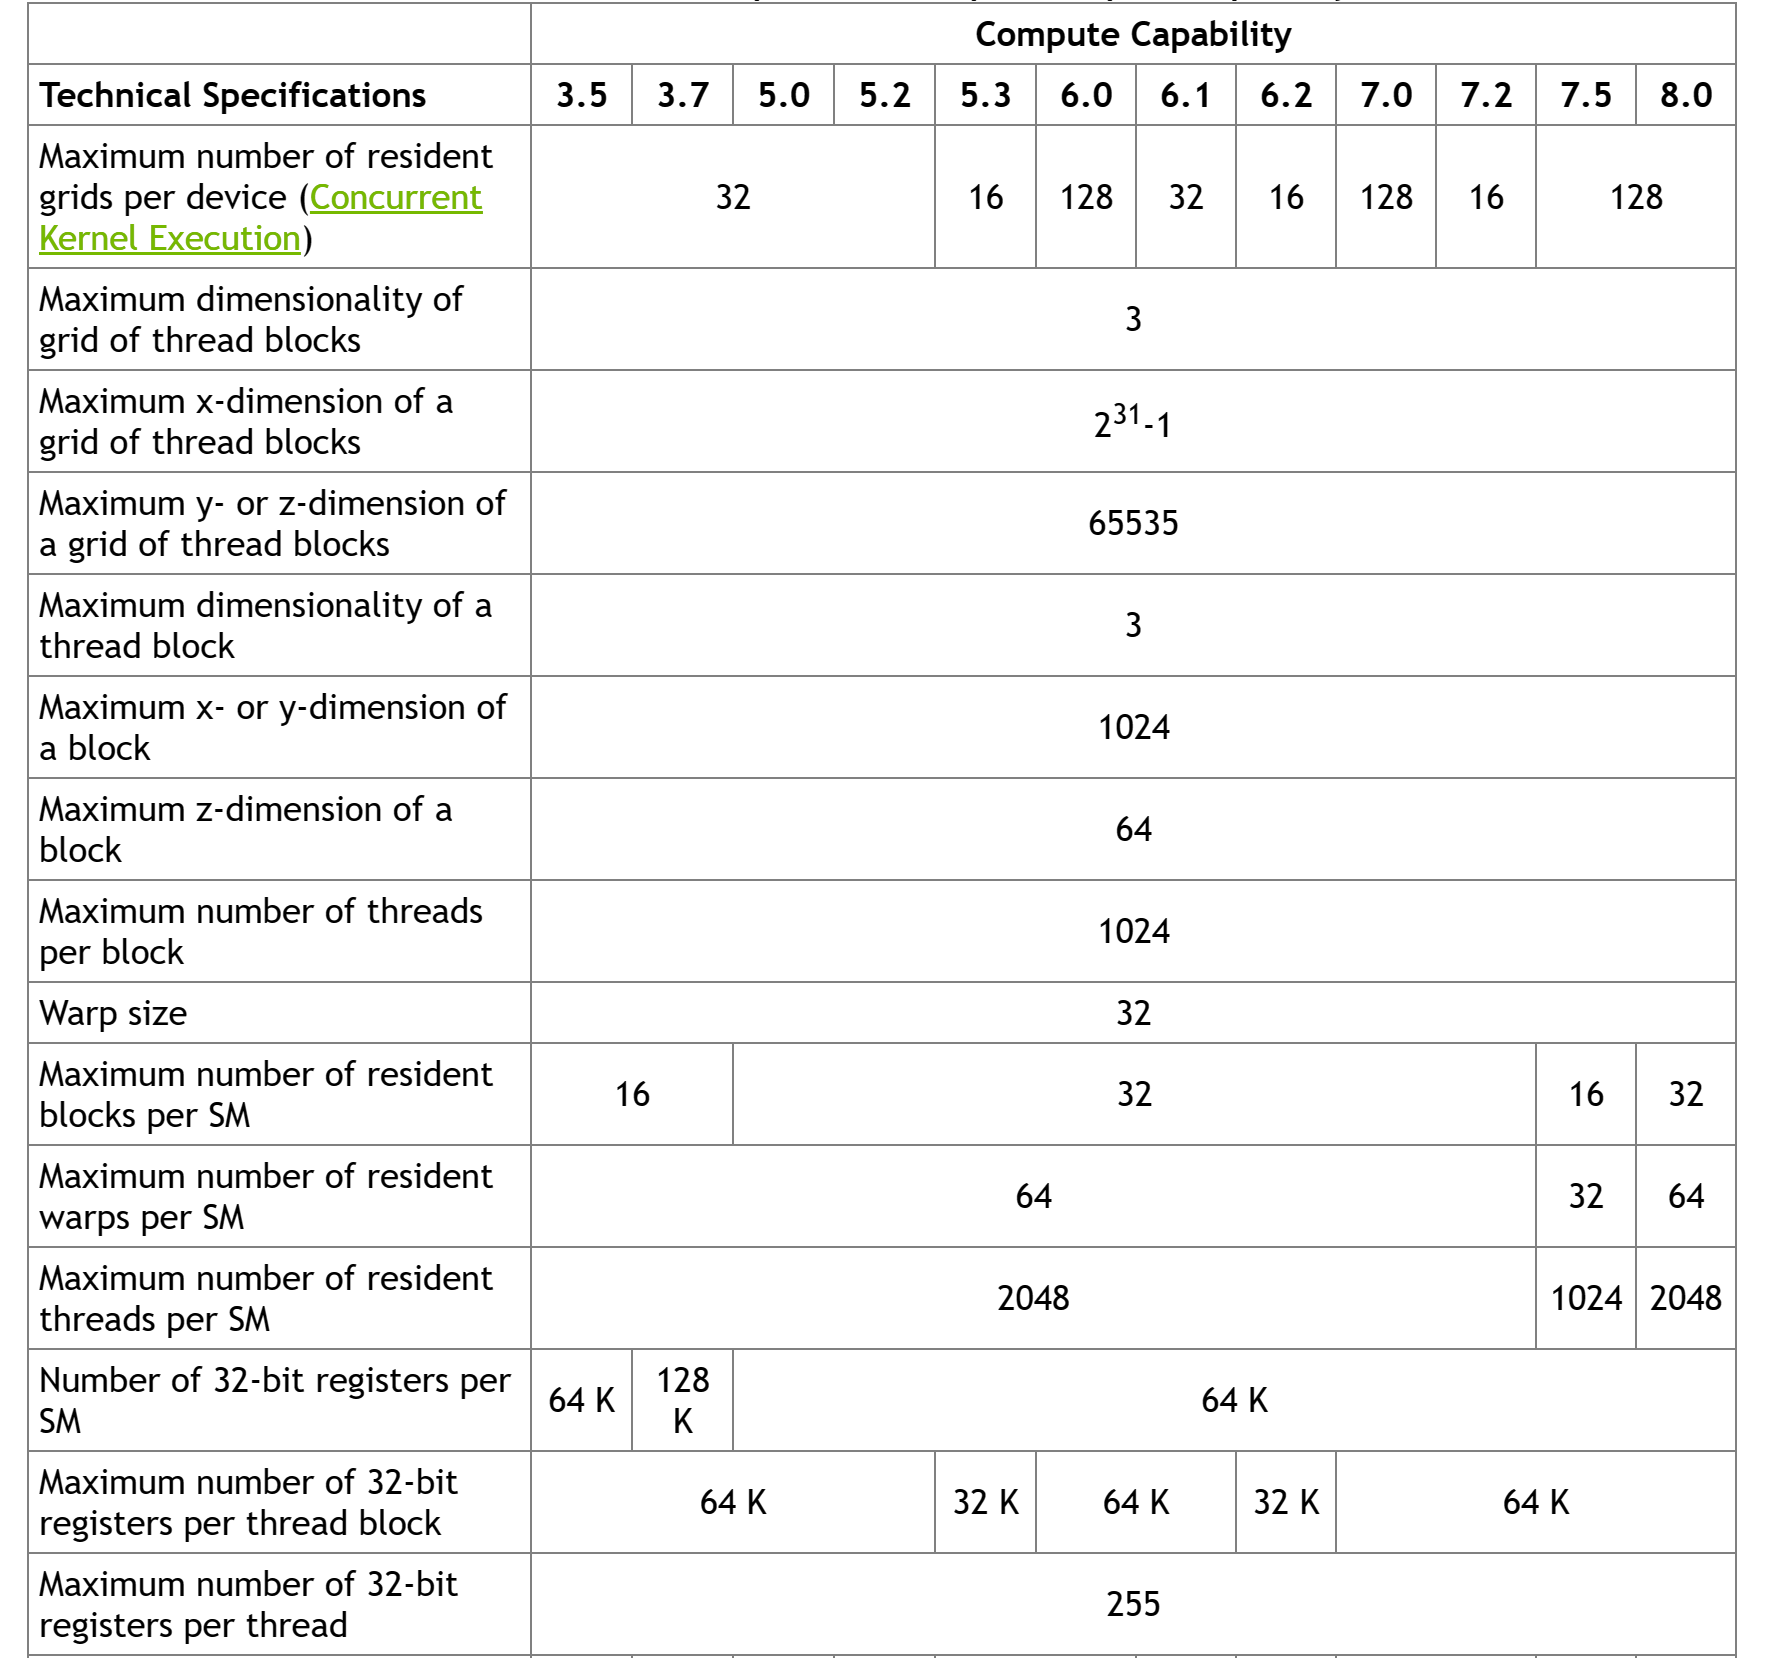 Compute Capability
Technical Specifications 3.5 3.7 5.0 5.2 5.3 6.0 6.1 6.2 7.0 7.2 7.5 8.0
Maximum number of resident
grids per device (Concurrent
Kernel Execution)
32 16 128 32 16 128 16 128
Maximum dimensionality of
grid of thread blocks
3
Maximum x-dimension of a
grid of thread blocks
2³¹-1
Maximum y- or z-dimension of
a grid of thread blocks
65535
Maximum dimensionality of a
thread block
3
Maximum x- or y-dimension of
a block
1024
Maximum z-dimension of a
block
64
Maximum number of threads
per block
1024
Warp size 32
Maximum number of resident
blocks per SM
16 32 16 32
Maximum number of resident
warps per SM
64 32 64
Maximum number of resident
threads per SM
2048 1024 2048
Number of 32-bit registers per
SM
64 K 128
K
64 K
Maximum number of 32-bit
registers per thread block
64 K 32 K 64 K 32 K 64 K
Maximum number of 32-bit
registers per thread
255